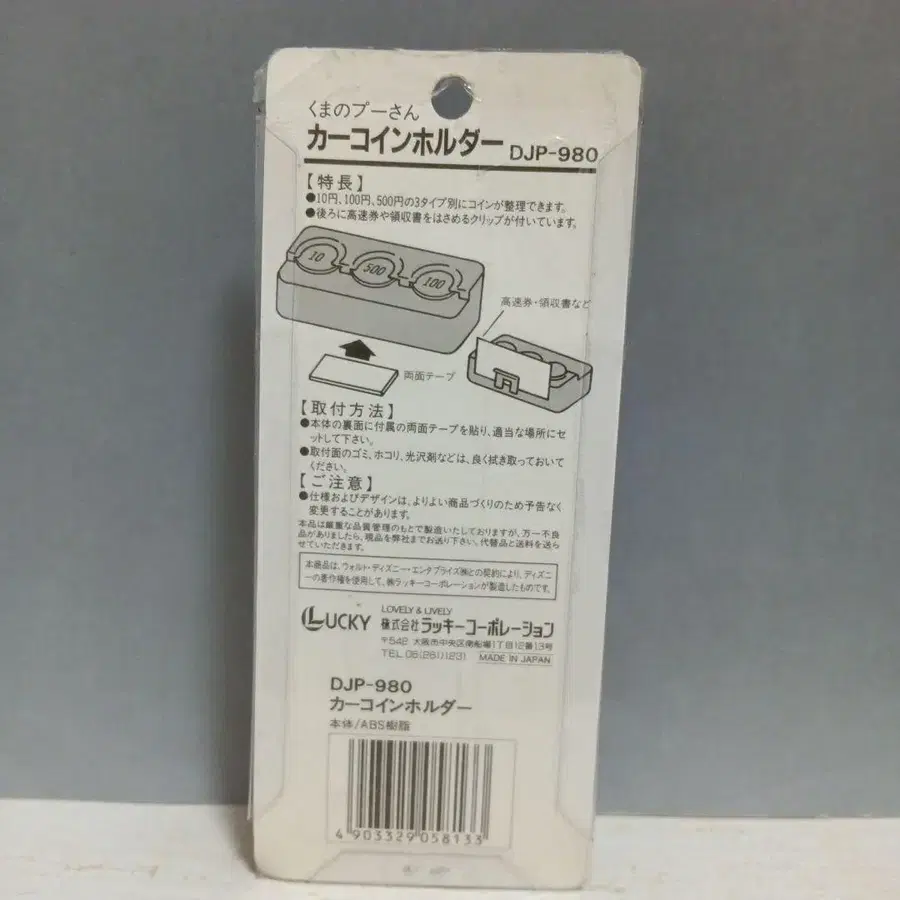 くまのプーさん
カーコインホルダー DJP-980
【特長】
●10円、100円、500円の3タイプ別にコインが整理できます。
●後ろに高速券や領収書をはさめるクリップが付いています。
10
500
100
高速券・領収書など
両面テープ
【取付方法】
●本体の裏面に付属の両面テープを貼り、適当な場所にセ
ットして下さい。
●取付面のゴミ、ホコリ、光沢剤などは、良く拭き取っておいて
ください。
【ご注意】
●仕様およびデザインは、よりよい商品づくりのため予告なく
変更することがあります。
本品は厳重な品質管理のもとで製造いたしておりますが、万一不良
品がありましたら、現品を弊社までお送り下さい。代替品と送料を送ら
せていただきます。
本商品は、ウォルト・ディズニー・エンタプライズ㈱との契約により、ディズニ
ーの著作権を使用して、㈱ラッキーコーポレーションが製造したものです。
LUCKY
LOVELY & LIVELY
株式会社ラッキーコーポレーション
〒542 大阪市中央区南船場1丁目12番13号
TEL 06(261)1231 MADE IN JAPAN
DJP-980
カーコインホルダー
本体/ABS樹脂
4 903329 058133